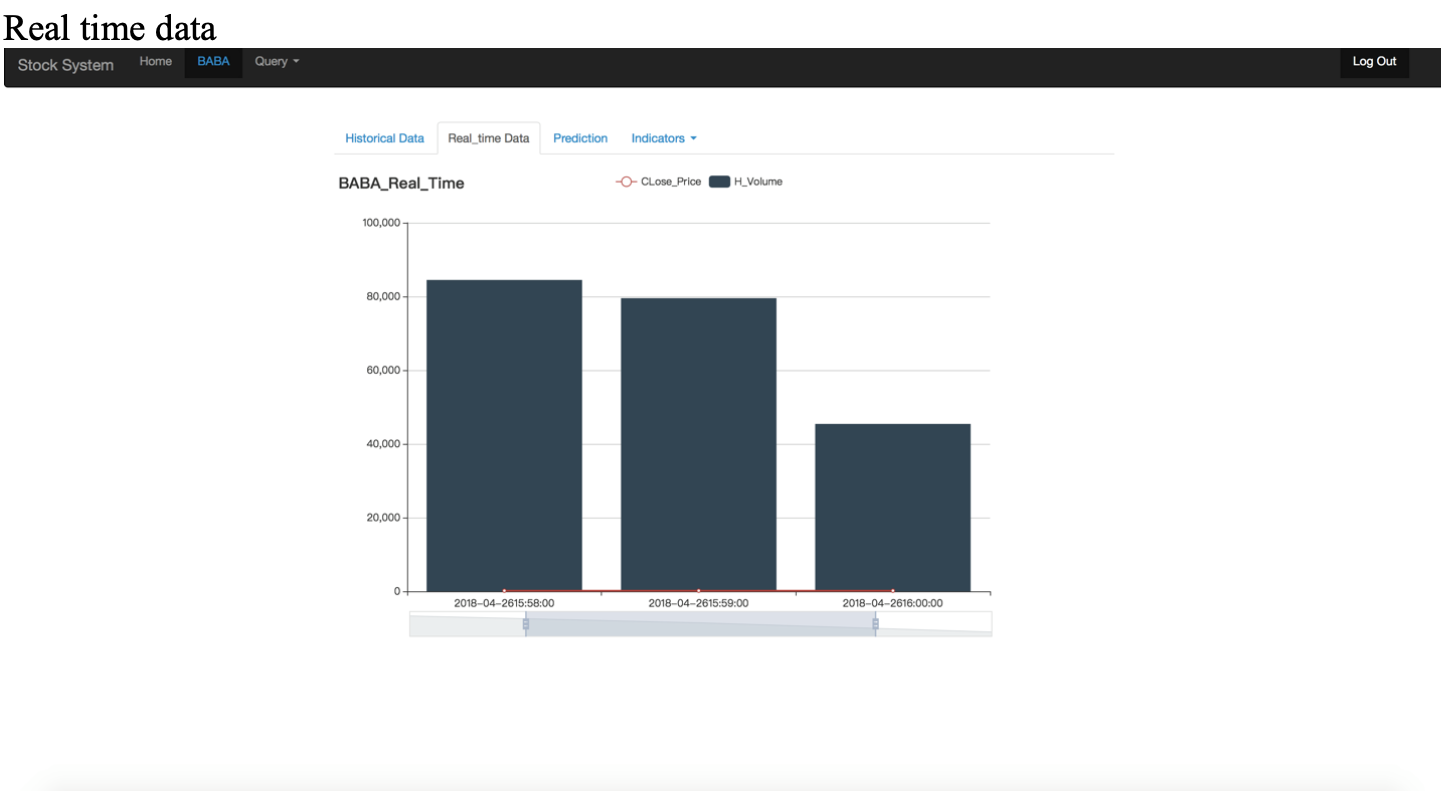 Real time data
Stock System Home BABA Query Log Out
Historical Data Real_time Data Prediction Indicators
BABA_Real_Time CLose_Price H_Volume
100,000
80,000
60,000
40,000
20,000
0
2018-04-2615:58:00 2018-04-2615:59:00 2018-04-2616:00:00